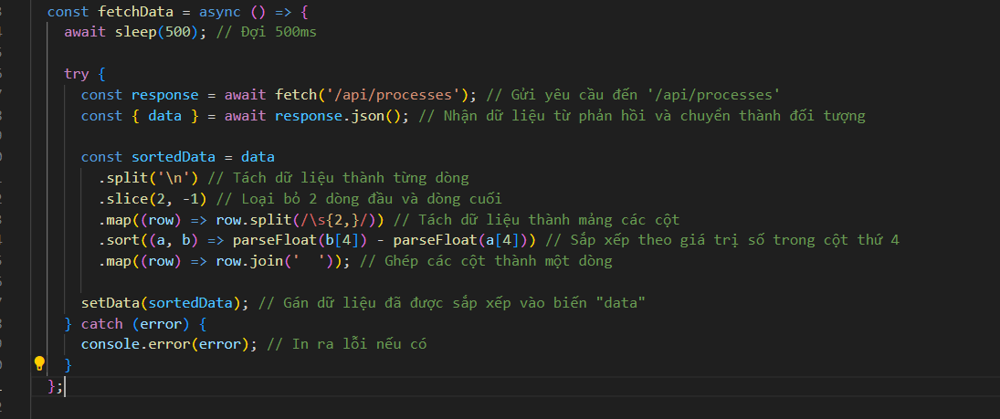 const fetchData = async () => {
await sleep(500); // Đợi 500ms
try {
const response = await fetch('/api/processes'); // Gửi yêu cầu đến '/api/processes'
const { data } = await response.json(); // Nhận dữ liệu từ phản hồi và chuyển thành đối tượng
const sortedData = data
.split('\n') // Tách dữ liệu thành từng dòng
.slice(2, -1) // Loại bỏ 2 dòng đầu và dòng cuối
.map((row) => row.split(/\s{2,}/)) // Tách dữ liệu thành mảng các cột
.sort((a, b) => parseFloat(b[4]) - parseFloat(a[4])) // Sắp xếp theo giá trị số trong cột thứ 4
.map((row) => row.join('  ')); // Ghép các cột thành một dòng
setData(sortedData); // Gán dữ liệu đã được sắp xếp vào biến "data"
} catch (error) {
console.error(error); // In ra lỗi nếu có
}
};